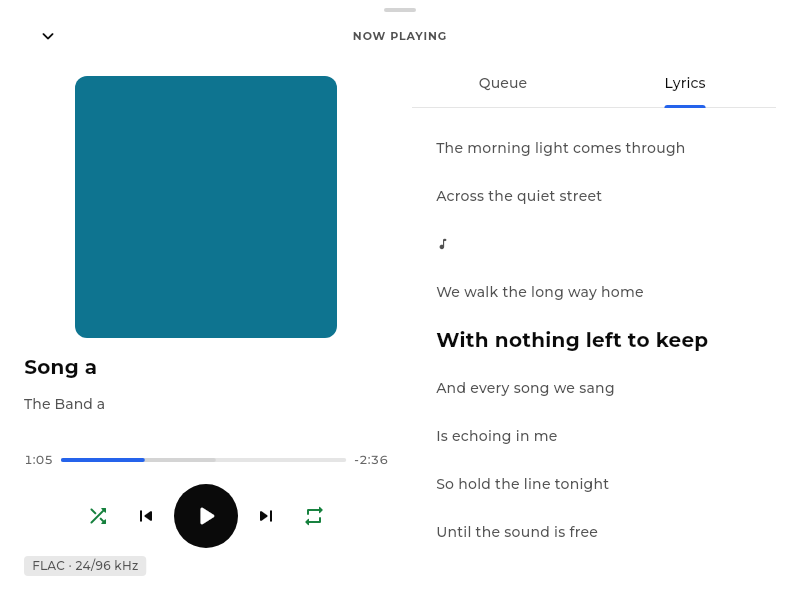 NOW PLAYING
Song a
The Band a
1:05
-2:36
FLAC · 24/96 kHz
Queue
Lyrics
The morning light comes through
Across the quiet street
We walk the long way home
With nothing left to keep
And every song we sang
Is echoing in me
So hold the line tonight
Until the sound is free